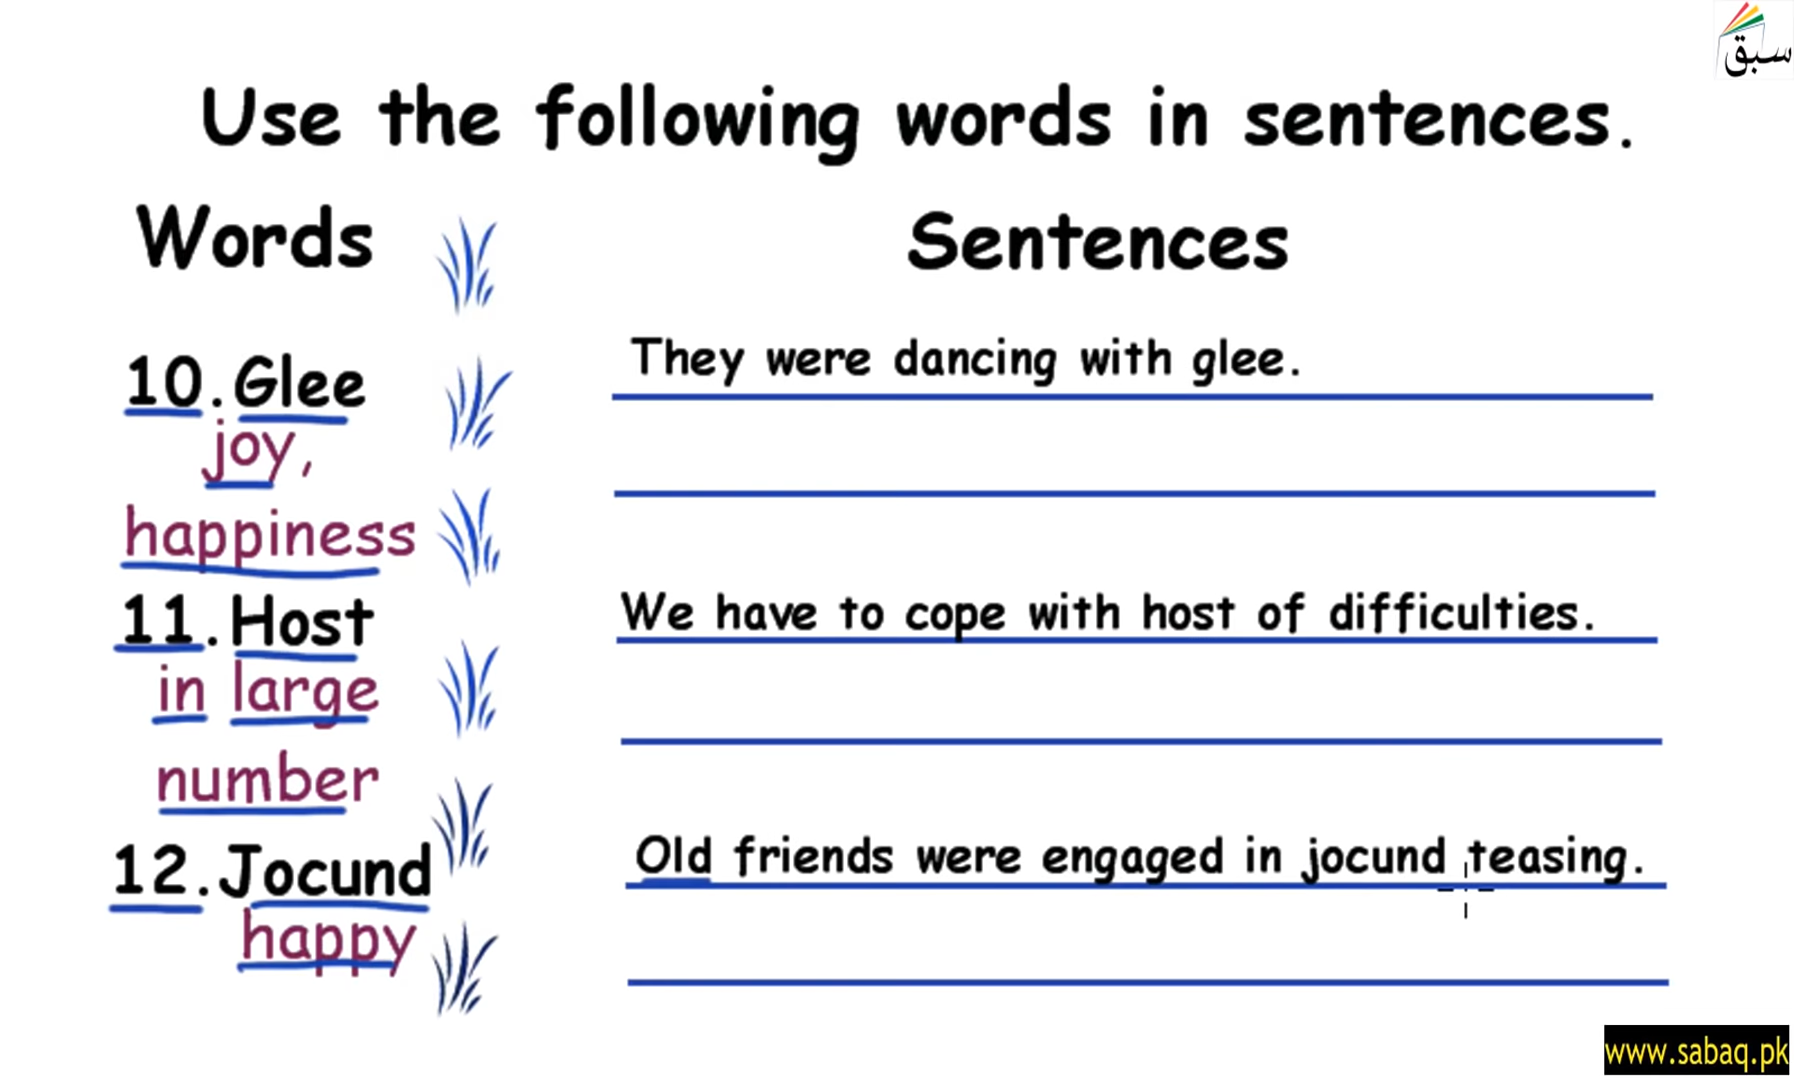 سبق
Use the following words in sentences.
Words Sentences
10. Glee They were dancing with glee.
joy,
happiness
11. Host We have to cope with host of difficulties.
in large
number
12. Jocund Old friends were engaged in jocund teasing.
happy
www.sabaq.pk